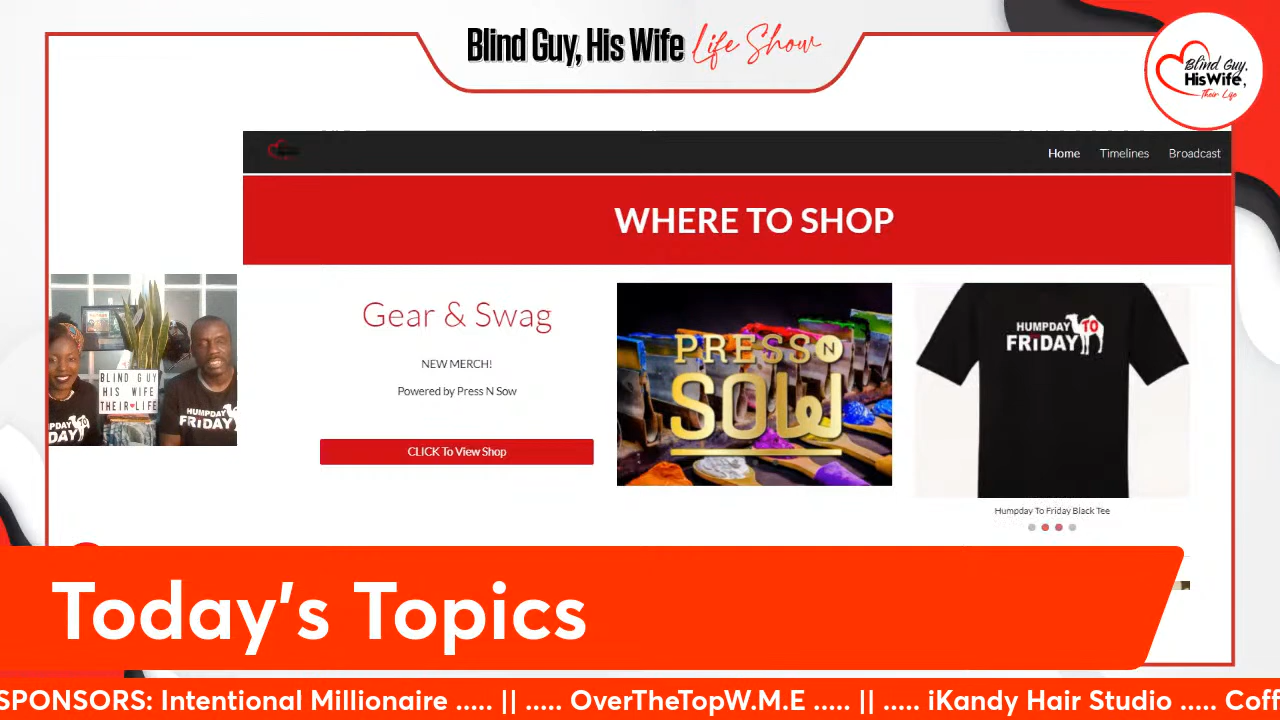 Blind Guy, His Wife Life Show
Blind Guy,
His Wife,
Their Life
Home Timelines Broadcast
WHERE TO SHOP
Gear & Swag
NEW MERCH!
Powered by Press N Sow
CLICK To View Shop
PRESS N
SOW
HUMPDAY TO
FRIDAY
Humpday To Friday Black Tee
BLIND GUY
HIS WIFE
THEIR LIFE
HUMPDAY
FRIDAY
Today's Topics
SPONSORS: Intentional Millionaire ..... || ..... OverTheTopW.M.E ..... || ..... iKandy Hair Studio ..... Coff